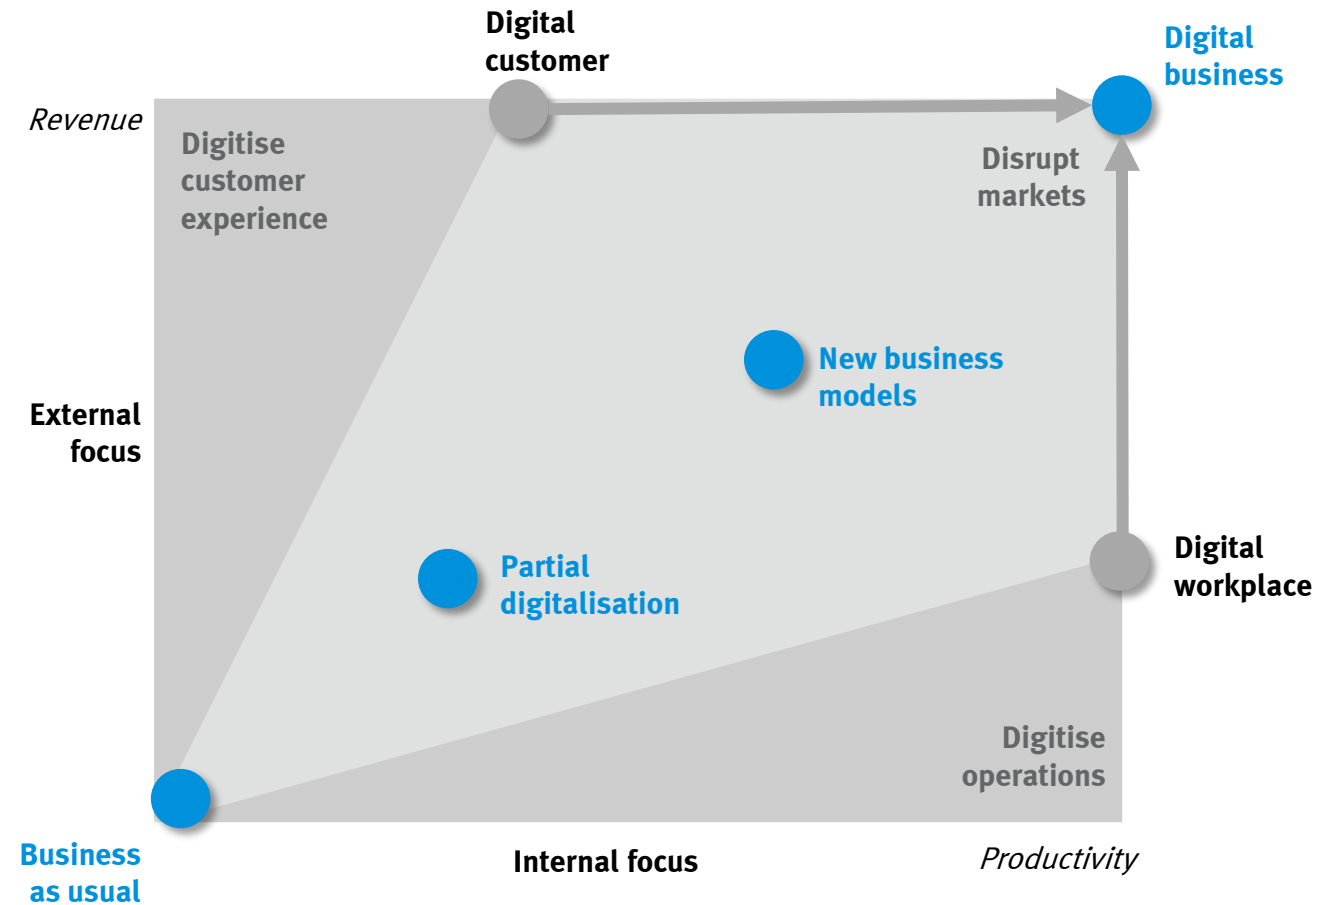 Digital
customer
Digital
business
Revenue
Digitise
customer
experience
Disrupt
markets
New business
models
External
focus
Partial
digitalisation
Digital
workplace
Digitise
operations
Business
as usual
Internal focus
Productivity